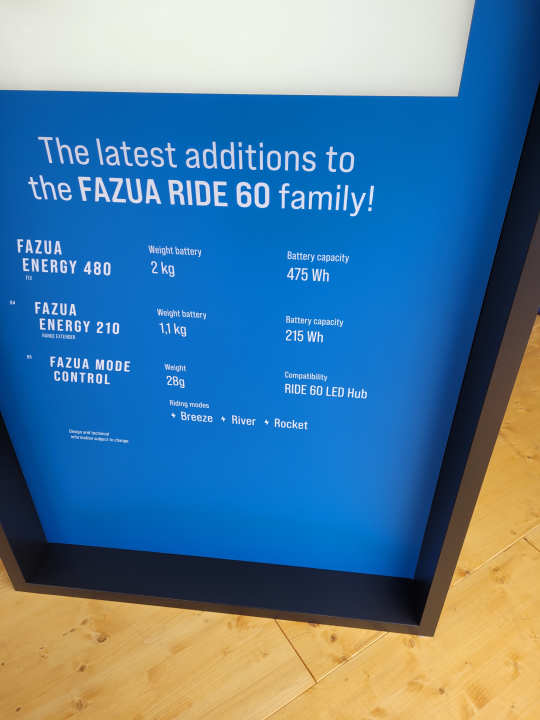 The latest additions to
the FAZUA RIDE 60 family!
FAZUA
ENERGY 480
Weight battery
2 kg
Battery capacity
475 Wh
FAZUA
ENERGY 210
RANGE EXTENDER
Weight battery
1,1 kg
Battery capacity
215 Wh
FAZUA MODE
CONTROL
Weight
28g
Compatibility
RIDE 60 LED Hub
Riding modes
Breeze River Rocket
Design and technical
information subject to change.